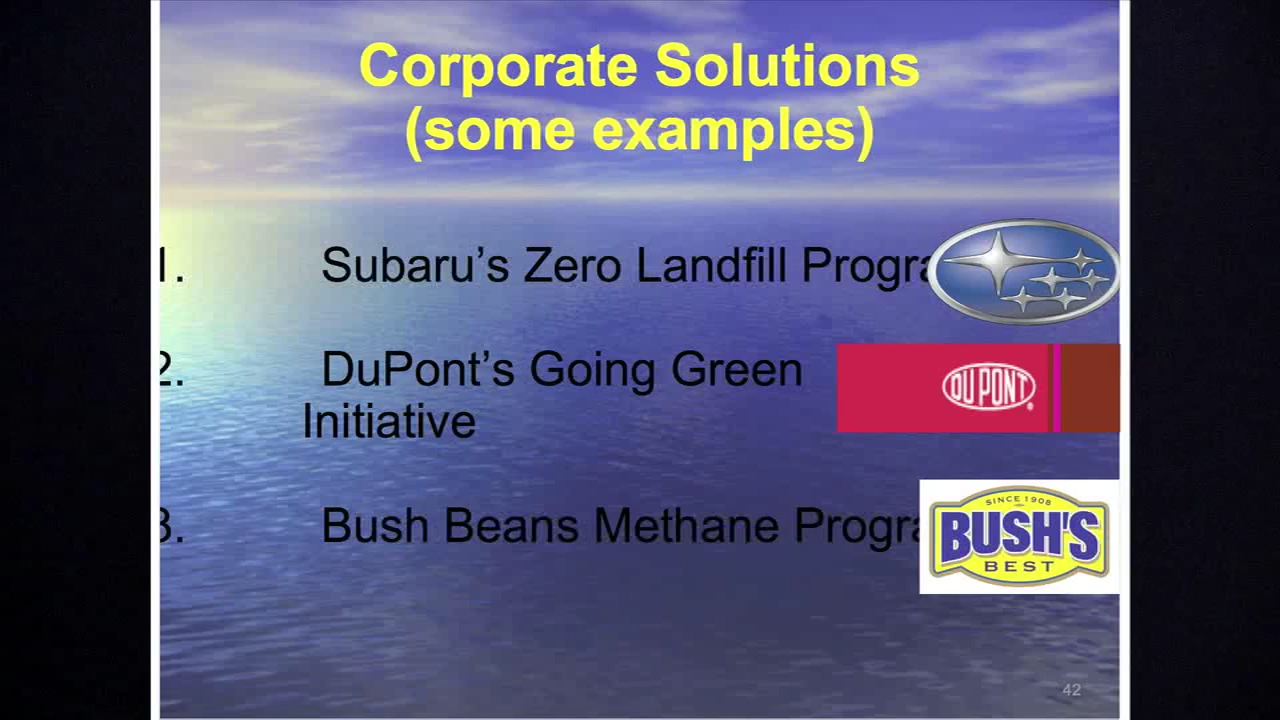 Corporate Solutions
(some examples)
1. Subaru’s Zero Landfill Progra
2. DuPont’s Going Green
DU PONT
Initiative
3. Bush Beans Methane Progra
SINCE 1908
BUSH'S
BEST
42